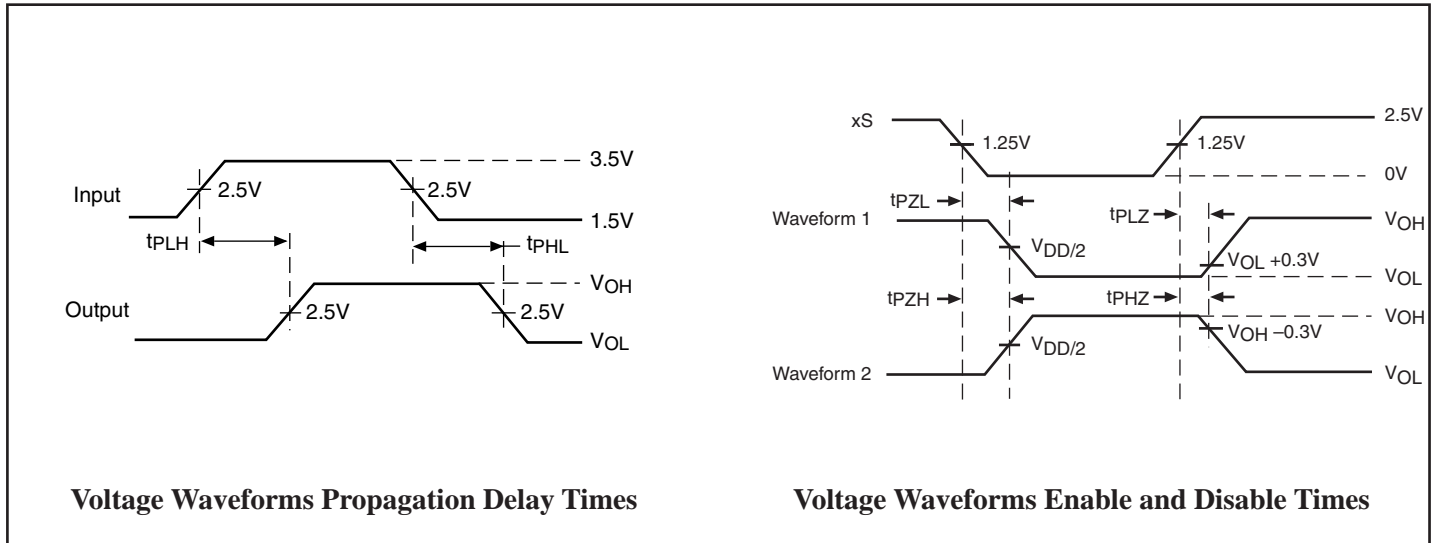 Input
2.5V
2.5V
3.5V
1.5V
tPLH
tPHL
Output
2.5V
2.5V
VOH
VOL
Voltage Waveforms Propagation Delay Times
xS
1.25V
1.25V
2.5V
0V
tPZL
tPLZ
Waveform 1
VDD/2
VOL +0.3V
VOH
VOL
tPZH
tPHZ
VOH
Waveform 2
VDD/2
VOH –0.3V
VOL
Voltage Waveforms Enable and Disable Times